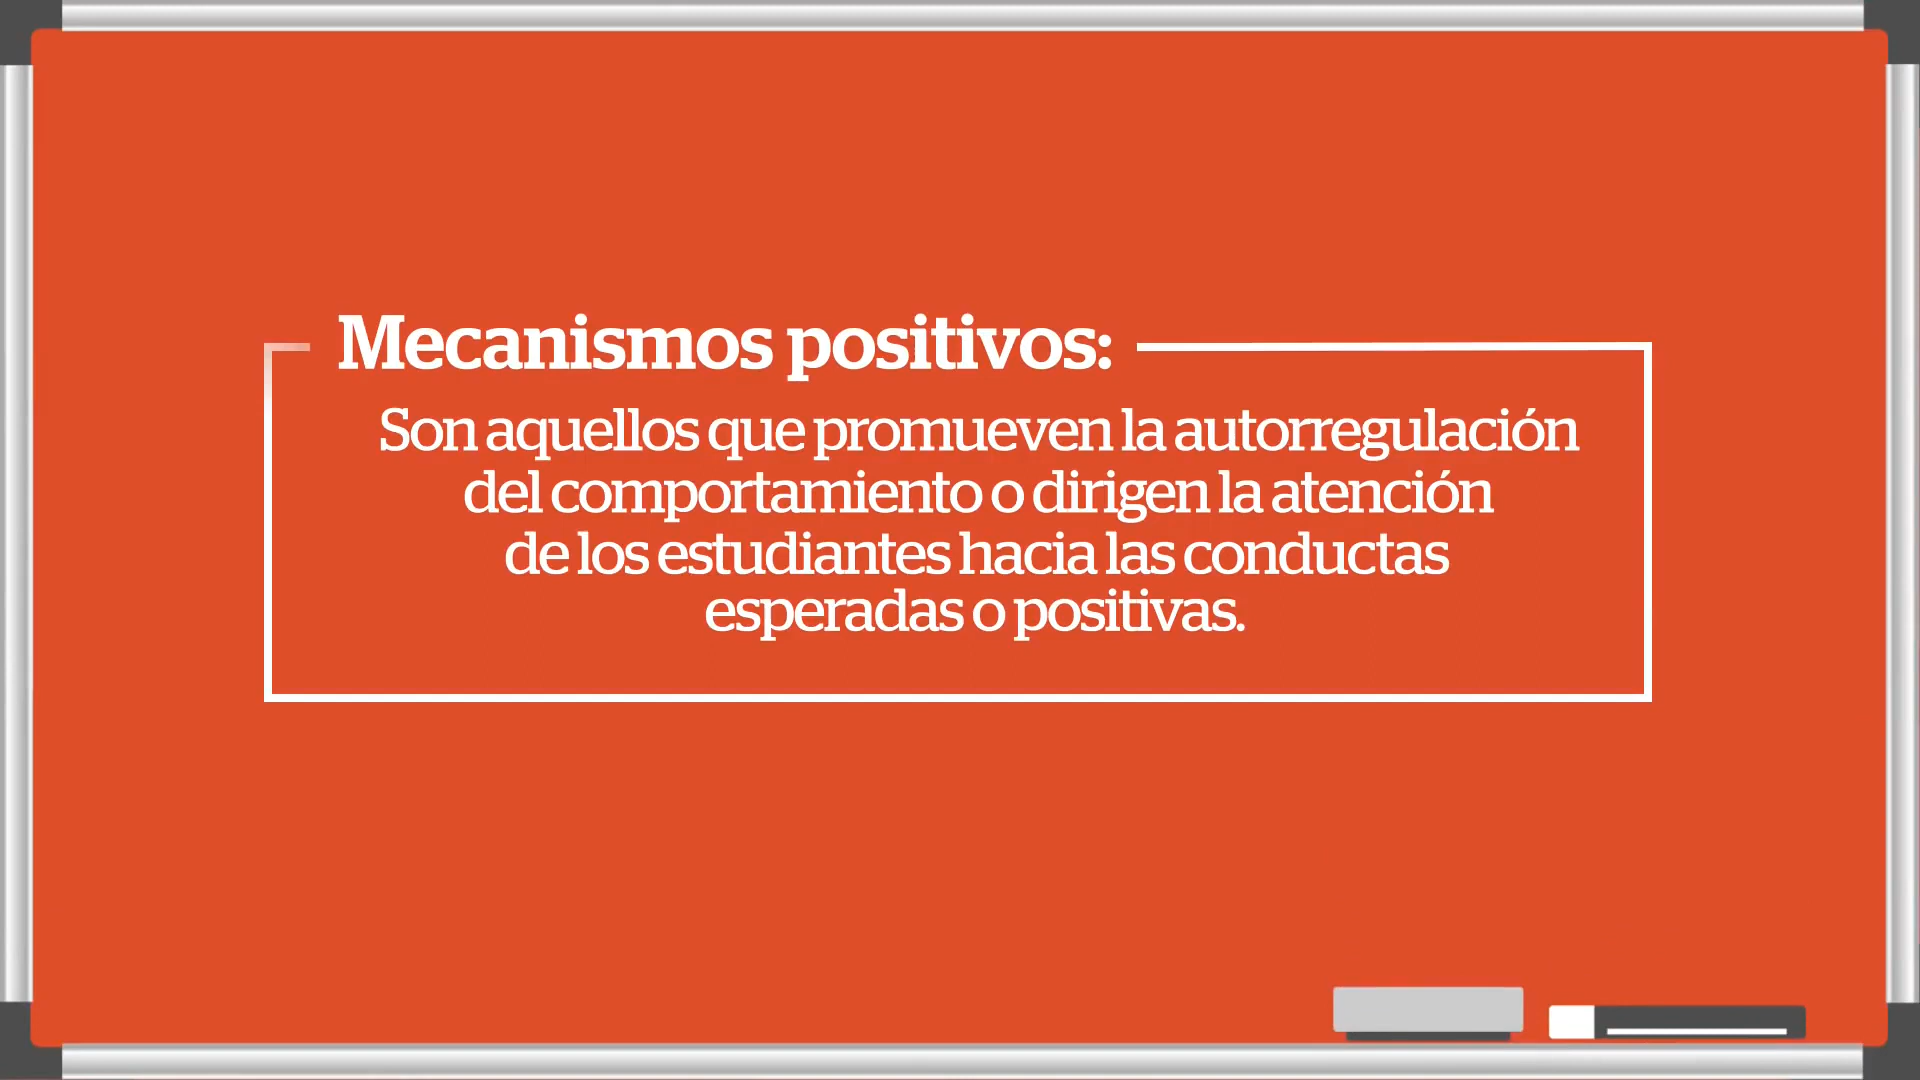 Mecanismos positivos:
Son aquellos que promueven la autorregulación
del comportamiento o dirigen la atención
de los estudiantes hacia las conductas
esperadas o positivas.